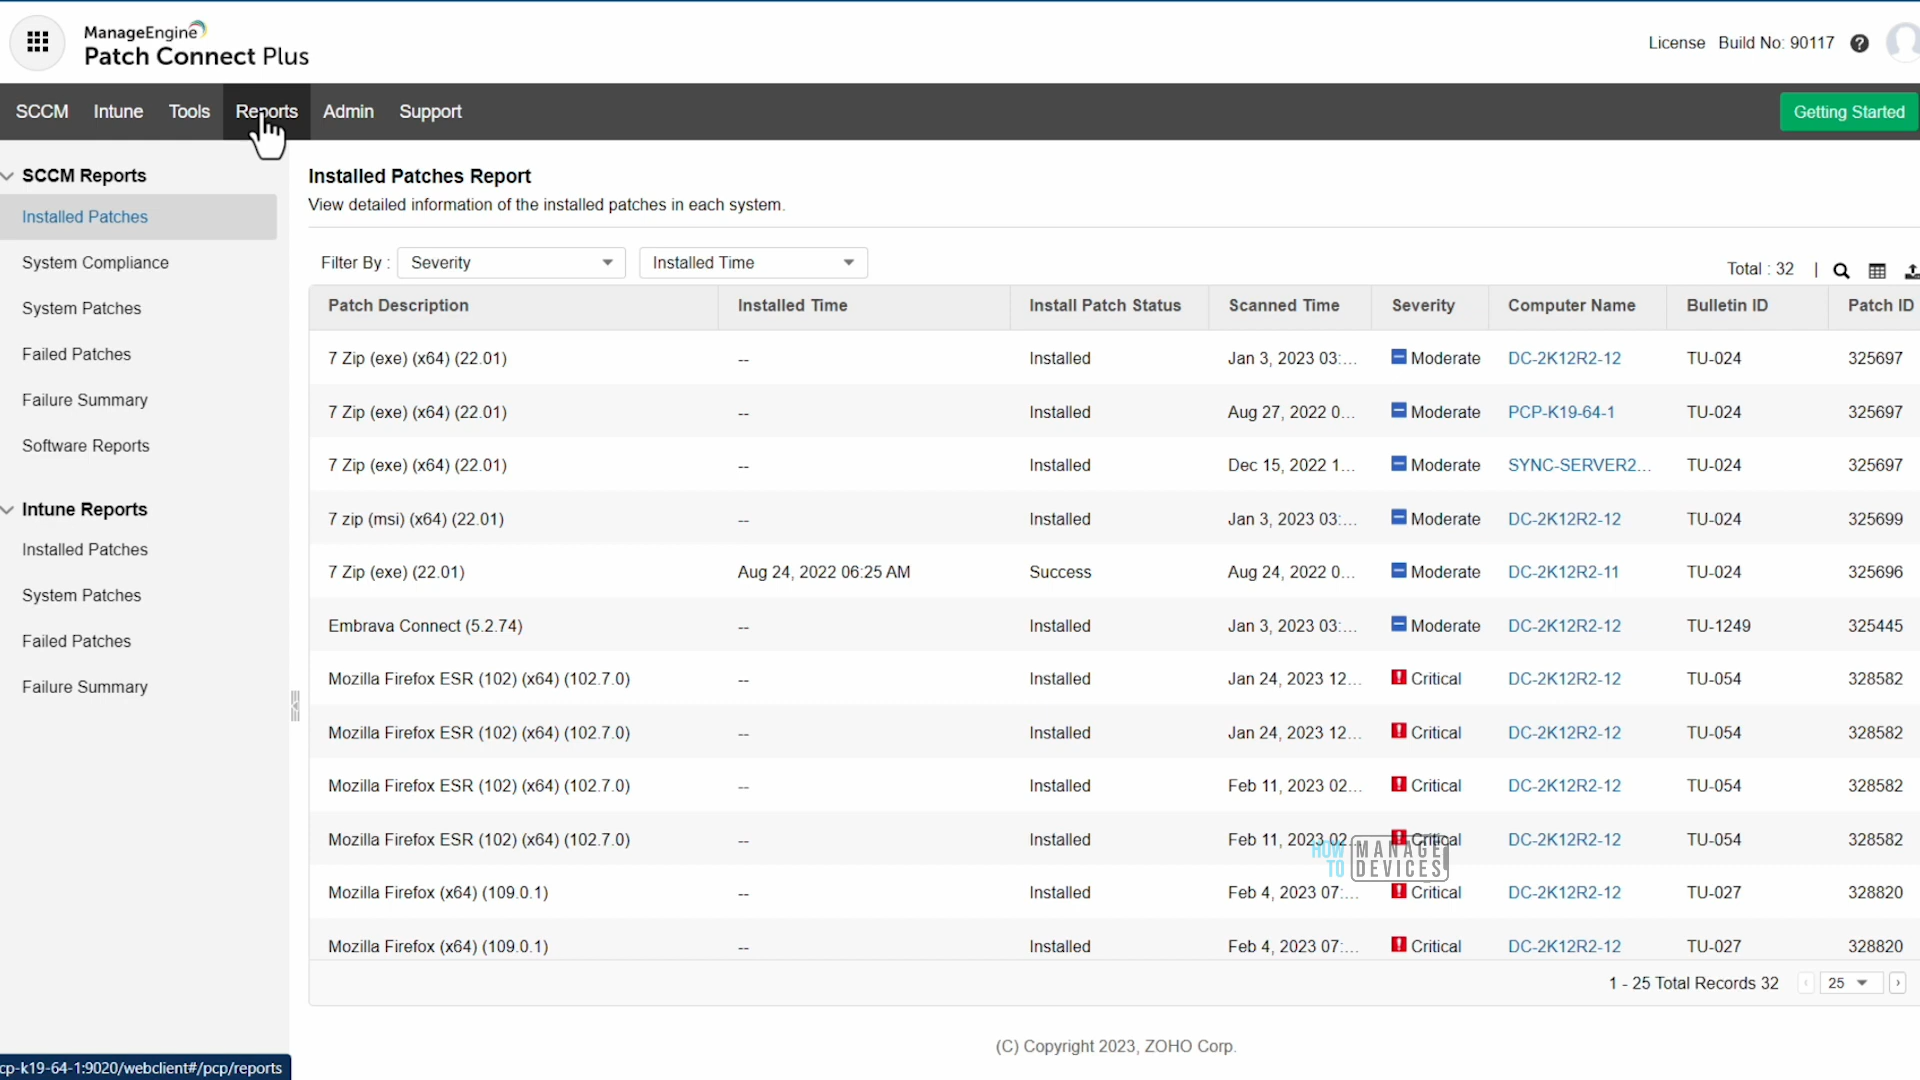 ManageEngine
Patch Connect Plus
License Build No: 90117
SCCM Intune Tools Reports Admin Support
Getting Started
SCCM Reports
Installed Patches
System Compliance
System Patches
Failed Patches
Failure Summary
Software Reports
Intune Reports
Installed Patches
System Patches
Failed Patches
Failure Summary
Installed Patches Report
View detailed information of the installed patches in each system.
Filter By : Severity Installed Time
Total : 32 |
Patch Description Installed Time Install Patch Status Scanned Time Severity Computer Name Bulletin ID Patch ID
7 Zip (exe) (x64) (22.01) -- Installed Jan 3, 2023 03:... Moderate DC-2K12R2-12 TU-024 325697
7 Zip (exe) (x64) (22.01) -- Installed Aug 27, 2022 0... Moderate PCP-K19-64-1 TU-024 325697
7 Zip (exe) (x64) (22.01) -- Installed Dec 15, 2022 1... Moderate SYNC-SERVER2... TU-024 325697
7 zip (msi) (x64) (22.01) -- Installed Jan 3, 2023 03:... Moderate DC-2K12R2-12 TU-024 325699
7 Zip (exe) (22.01) Aug 24, 2022 06:25 AM Success Aug 24, 2022 0... Moderate DC-2K12R2-11 TU-024 325696
Embrava Connect (5.2.74) -- Installed Jan 3, 2023 03:... Moderate DC-2K12R2-12 TU-1249 325445
Mozilla Firefox ESR (102) (x64) (102.7.0) -- Installed Jan 24, 2023 12... Critical DC-2K12R2-12 TU-054 328582
Mozilla Firefox ESR (102) (x64) (102.7.0) -- Installed Jan 24, 2023 12... Critical DC-2K12R2-12 TU-054 328582
Mozilla Firefox ESR (102) (x64) (102.7.0) -- Installed Feb 11, 2023 02... Critical DC-2K12R2-12 TU-054 328582
Mozilla Firefox ESR (102) (x64) (102.7.0) -- Installed Feb 11, 2023 02... Critical DC-2K12R2-12 TU-054 328582
HOW TO MANAGE DEVICES
Mozilla Firefox (x64) (109.0.1) -- Installed Feb 4, 2023 07:... Critical DC-2K12R2-12 TU-027 328820
Mozilla Firefox (x64) (109.0.1) -- Installed Feb 4, 2023 07:... Critical DC-2K12R2-12 TU-027 328820
1 - 25 Total Records 32 25
(C) Copyright 2023, ZOHO Corp.
cp-k19-64-1:9020/webclient#/pcp/reports